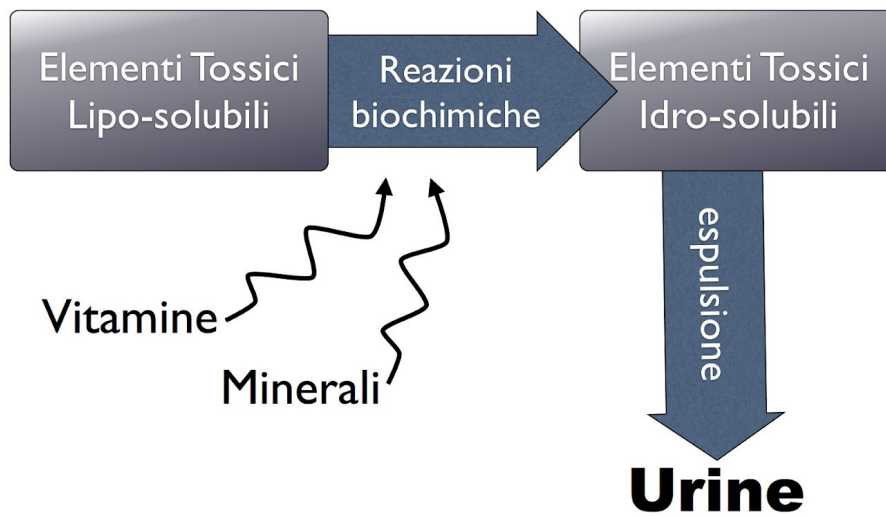 Elementi Tossici
Lipo-solubili
Reazioni
biochimiche
Elementi Tossici
Idro-solubili
espulsione
Vitamine
Minerali
Urine